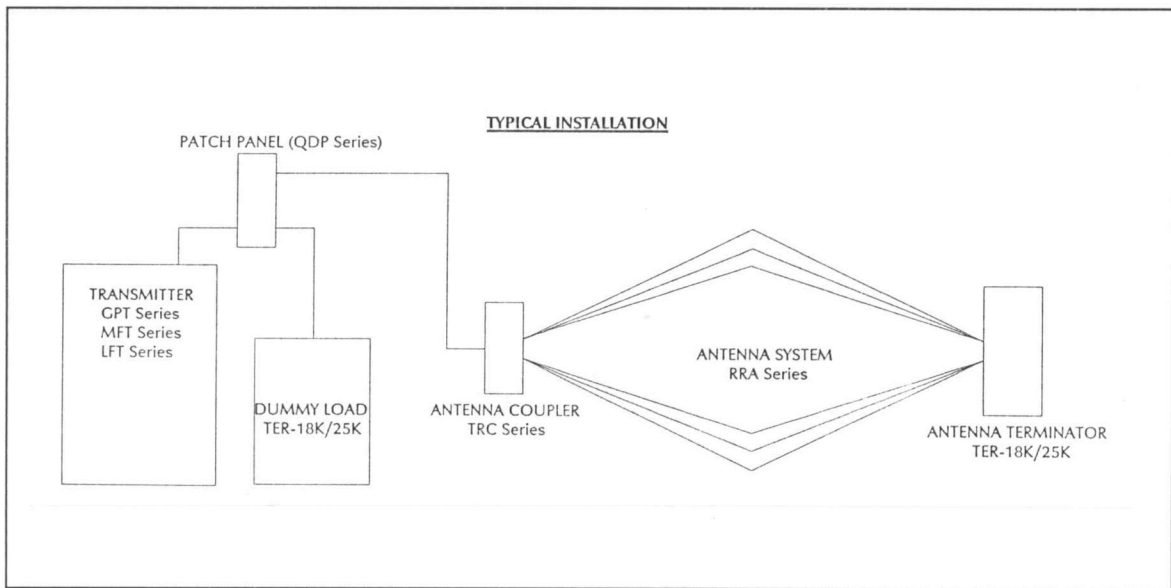 TYPICAL INSTALLATION
PATCH PANEL (QDP Series)
TRANSMITTER
GPT Series
MFT Series
LFT Series
DUMMY LOAD
TER-18K/25K
ANTENNA COUPLER
TRC Series
ANTENNA SYSTEM
RRA Series
ANTENNA TERMINATOR
TER-18K/25K